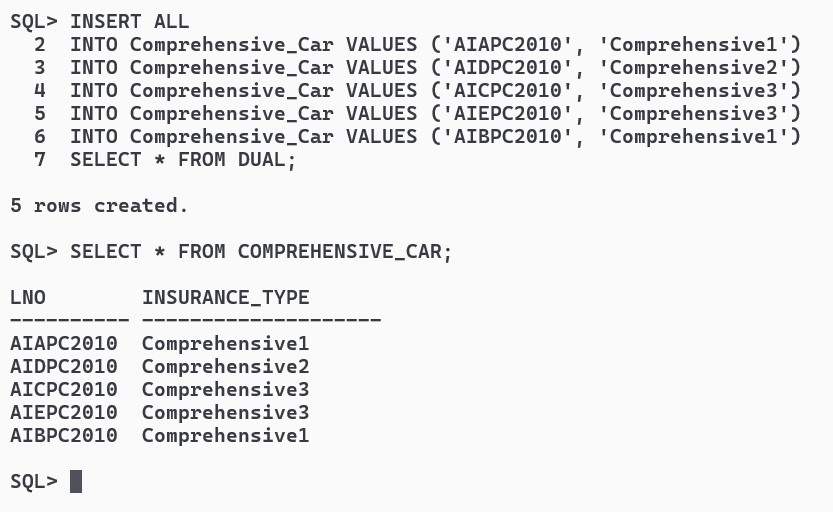 SQL> INSERT ALL
  2  INTO Comprehensive_Car VALUES ('AIAPC2010', 'Comprehensive1')
  3  INTO Comprehensive_Car VALUES ('AIDPC2010', 'Comprehensive2')
  4  INTO Comprehensive_Car VALUES ('AICPC2010', 'Comprehensive3')
  5  INTO Comprehensive_Car VALUES ('AIEPC2010', 'Comprehensive3')
  6  INTO Comprehensive_Car VALUES ('AIBPC2010', 'Comprehensive1')
  7  SELECT * FROM DUAL;

5 rows created.

SQL> SELECT * FROM COMPREHENSIVE_CAR;

LNO        INSURANCE_TYPE
---------- --------------------
AIAPC2010  Comprehensive1
AIDPC2010  Comprehensive2
AICPC2010  Comprehensive3
AIEPC2010  Comprehensive3
AIBPC2010  Comprehensive1

SQL>